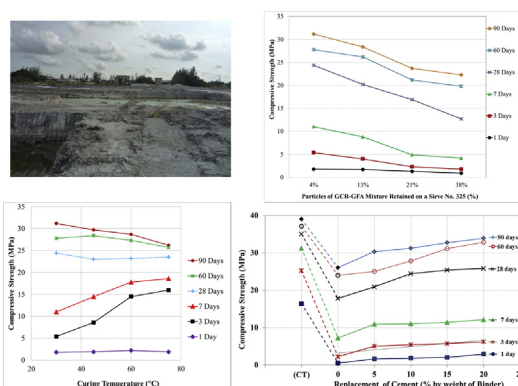 35
30
25
20
15
10
5
0
Compressive Strength (MPa)
4% 13% 21% 38%
Particles of GCR-GFA Mixture Retained on a Sieve No. 325 (%)
90 Days
60 Days
28 Days
7 Days
3 Days
1 Day
35
30
25
20
15
10
5
0
Compressive Strength (MPa)
20 40 60 80
Curing Temperature (°C)
90 Days
60 Days
28 Days
7 Days
3 Days
1 Day
40
30
20
10
0
Compressive Strength (MPa)
(CT) 0 5 10 15 20
Replacement of Cement (% by weight of Binder)
90 days
60 days
28 days
7 days
3 days
1 day